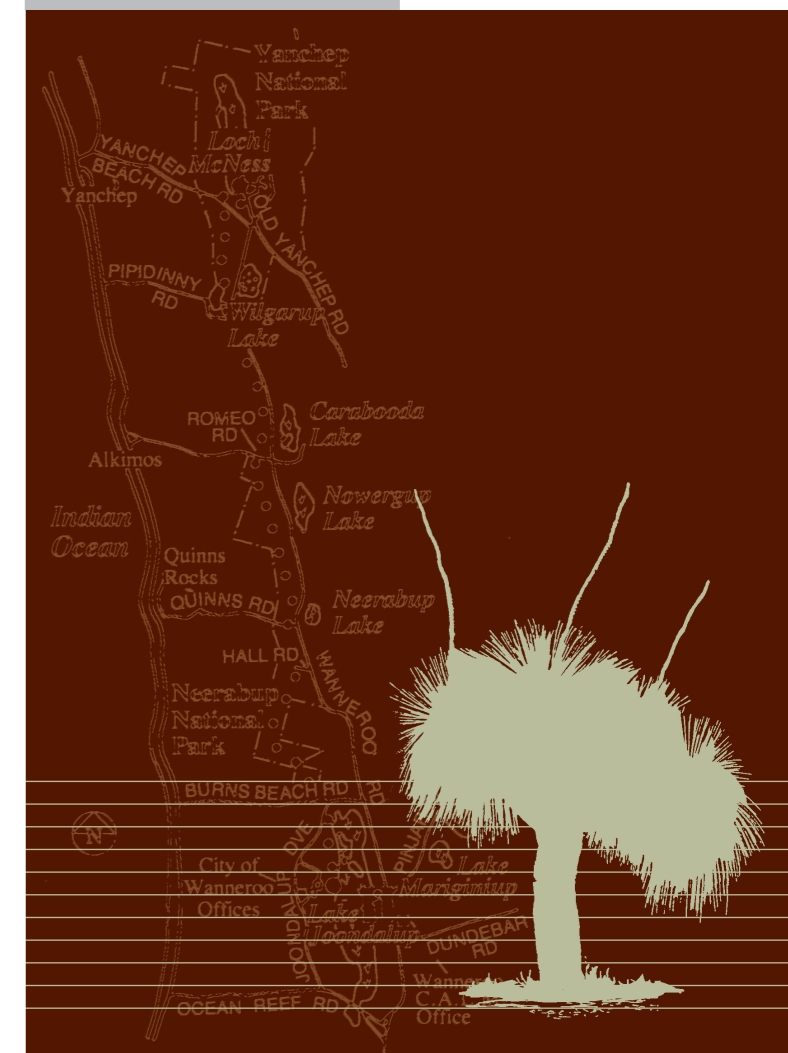 Yanchep
National
Park
Loch
McNess
YANCHEP
BEACH RD
Yanchep
OLD YANCHEP RD
PIPIDINNY
RD
Wilgarup
Lake
Carabooda
Lake
ROMEO
RD
Alkimos
Nowergup
Lake
Indian
Ocean
Quinns
Rocks
QUINNS RD
Neerabup
Lake
HALL RD
WANNEROO
RD
Neerabup
National
Park
BURNS BEACH RD
N
JOONDALUP DVE
City of
Wanneroo
Offices
Lake
Mariginiup
Lake
Joondalup
DUNDEBAR
RD
OCEAN REEF RD
Office